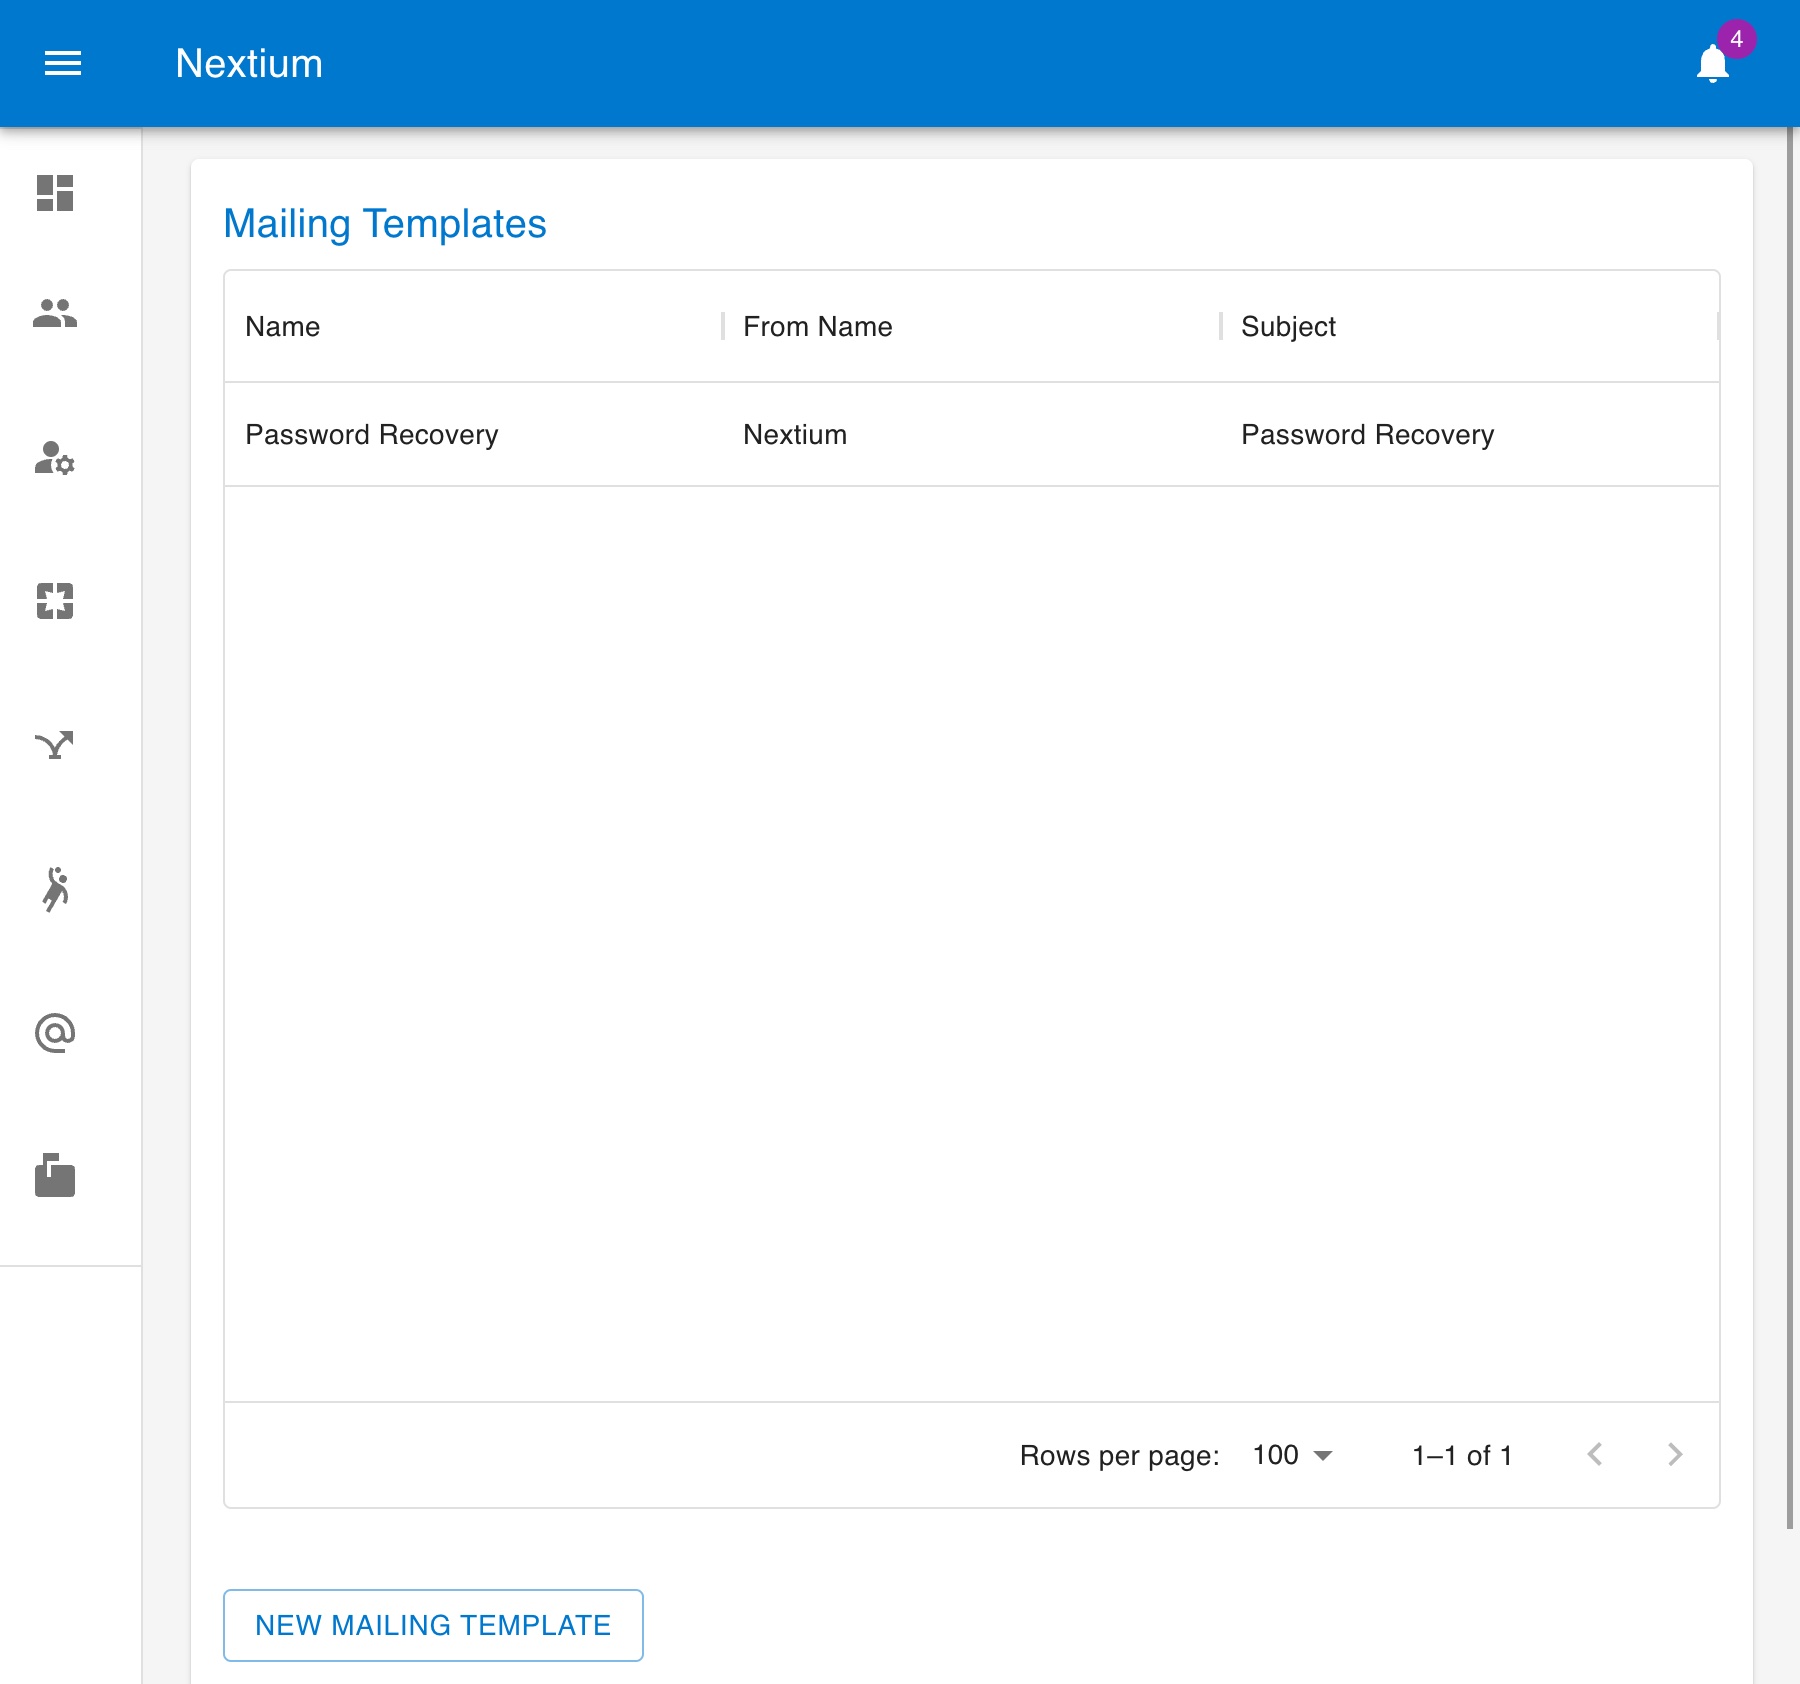 Nextium
4
Mailing Templates
Name From Name Subject
Password Recovery Nextium Password Recovery
Rows per page: 100 1–1 of 1
NEW MAILING TEMPLATE